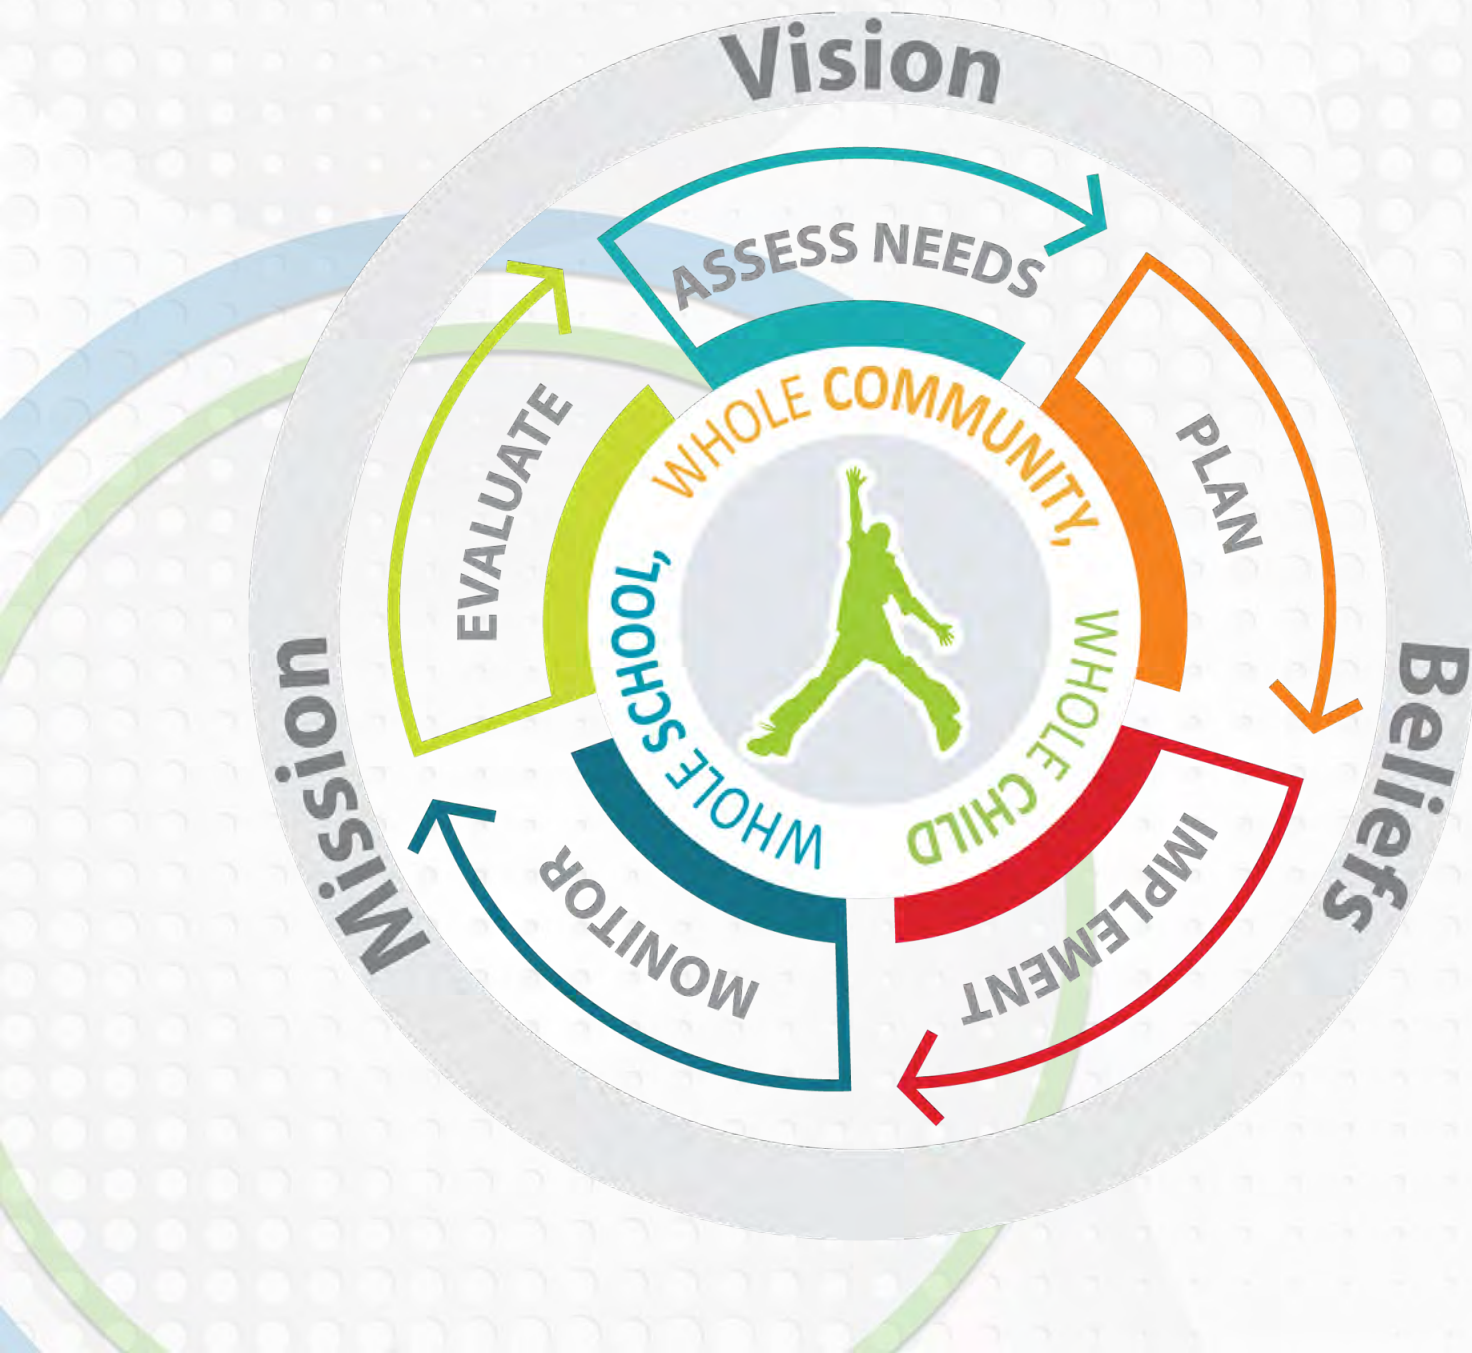 Vision
Beliefs
Mission
ASSESS NEEDS
PLAN
IMPLEMENT
MONITOR
EVALUATE
WHOLE SCHOOL,
WHOLE COMMUNITY,
WHOLE CHILD